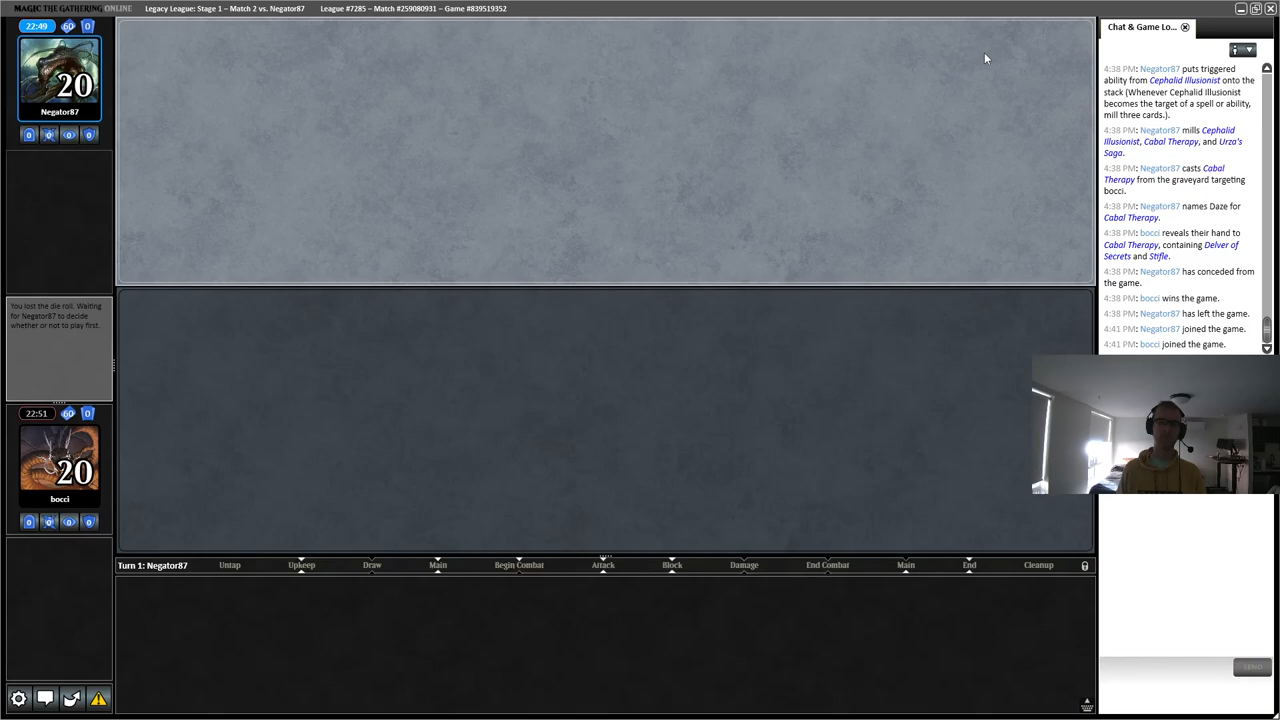 MAGIC THE GATHERING ONLINE Legacy League: Stage 1 – Match 2 vs. Negator87 League #7285 – Match #259080931 – Game #839519352
22:49 60 0
20
Negator87
0 0 0 0
You lost the die roll. Waiting
for Negator87 to decide
whether or not to play first.
22:51 60 0
20
bocci
0 0 0 0
Turn 1: Negator87 Untap Upkeep Draw Main Begin Combat Attack Block Damage End Combat Main End Cleanup
Chat & Game Lo...
4:38 PM: Negator87 puts triggered
ability from Cephalid Illusionist onto the
stack (Whenever Cephalid Illusionist
becomes the target of a spell or ability,
mill three cards.).
4:38 PM: Negator87 mills Cephalid
Illusionist, Cabal Therapy, and Urza's
Saga.
4:38 PM: Negator87 casts Cabal
Therapy from the graveyard targeting
bocci.
4:38 PM: Negator87 names Daze for
Cabal Therapy.
4:38 PM: bocci reveals their hand to
Cabal Therapy, containing Delver of
Secrets and Stifle.
4:38 PM: Negator87 has conceded from
the game.
4:38 PM: bocci wins the game.
4:38 PM: Negator87 has left the game.
4:41 PM: Negator87 joined the game.
4:41 PM: bocci joined the game.
SEND